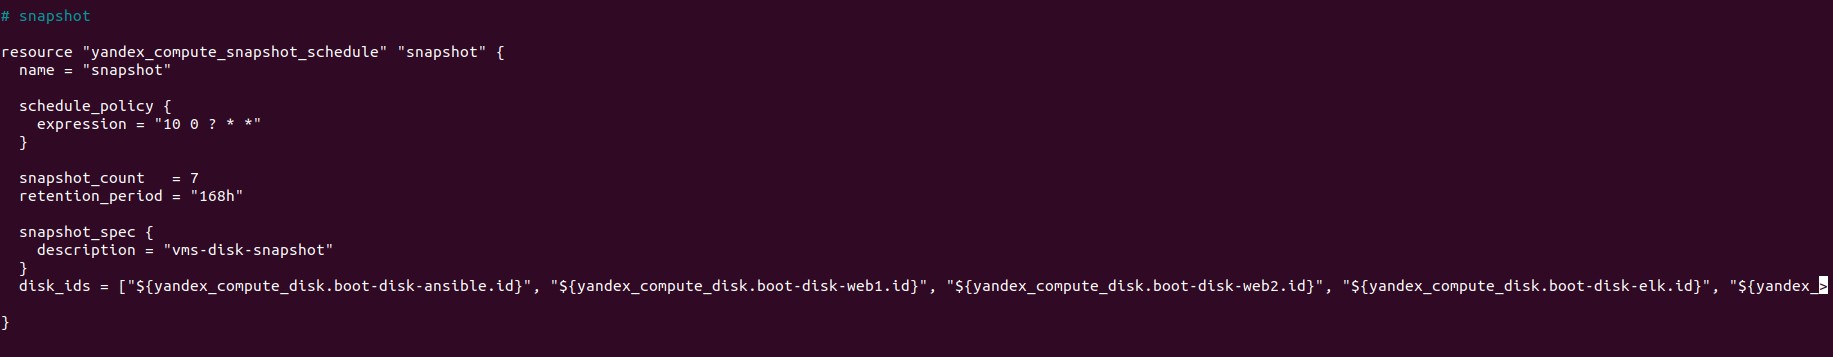 # snapshot
resource "yandex_compute_snapshot_schedule" "snapshot" {
  name = "snapshot"
  schedule_policy {
    expression = "10 0 ? * *"
  }
  snapshot_count   = 7
  retention_period = "168h"
  snapshot_spec {
    description = "vms-disk-snapshot"
  }
  disk_ids = ["${yandex_compute_disk.boot-disk-ansible.id}", "${yandex_compute_disk.boot-disk-web1.id}", "${yandex_compute_disk.boot-disk-web2.id}", "${yandex_compute_disk.boot-disk-elk.id}", "${yandex_>
}